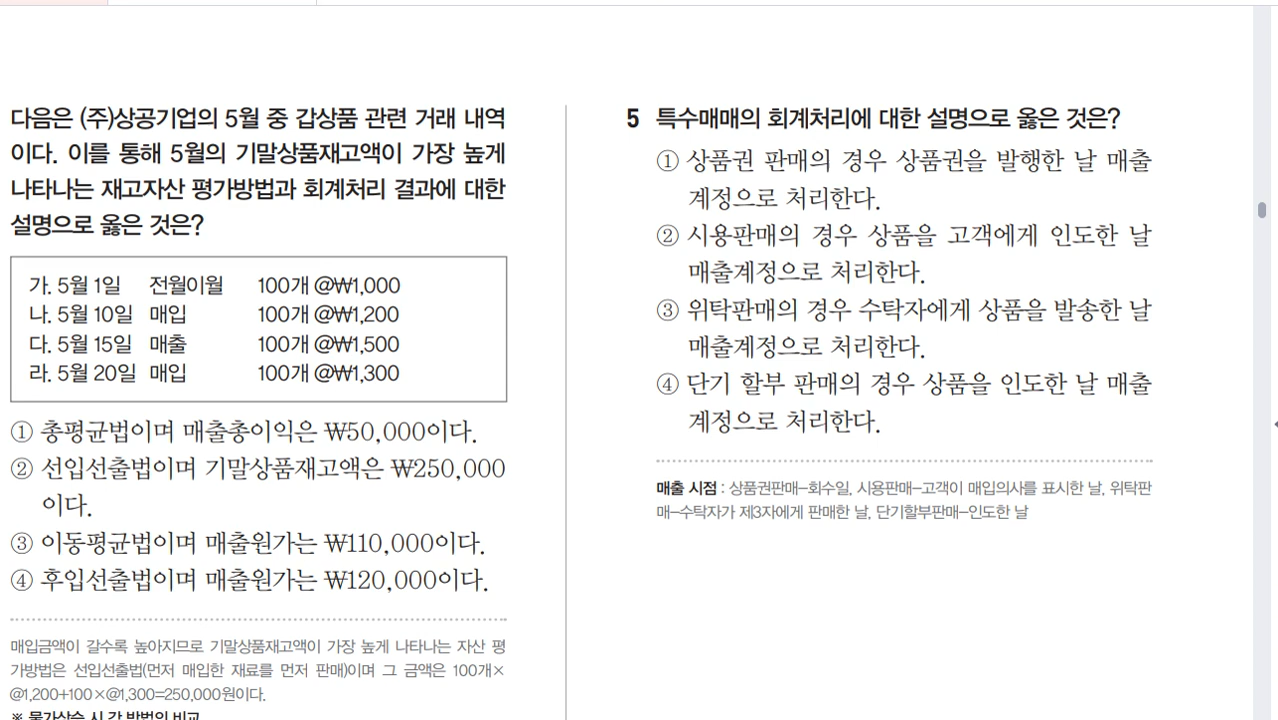 다음은 (주)상공기업의 5월 중 갑상품 관련 거래 내역
이다. 이를 통해 5월의 기말상품재고액이 가장 높게
나타나는 재고자산 평가방법과 회계처리 결과에 대한
설명으로 옳은 것은?
가. 5월 1일 전월이월 100개 @₩1,000
나. 5월 10일 매입 100개 @₩1,200
다. 5월 15일 매출 100개 @₩1,500
라. 5월 20일 매입 100개 @₩1,300
① 총평균법이며 매출총이익은 ₩50,000이다.
② 선입선출법이며 기말상품재고액은 ₩250,000
이다.
③ 이동평균법이며 매출원가는 ₩110,000이다.
④ 후입선출법이며 매출원가는 ₩120,000이다.
매입금액이 갈수록 높아지므로 기말상품재고액이 가장 높게 나타나는 자산 평
가방법은 선입선출법(먼저 매입한 재료를 먼저 판매)이며 그 금액은 100개×
@1,200+100×@1,300=250,000원이다.
※ 물가상승 시 각 방법의 비교
5 특수매매의 회계처리에 대한 설명으로 옳은 것은?
① 상품권 판매의 경우 상품권을 발행한 날 매출
계정으로 처리한다.
② 시용판매의 경우 상품을 고객에게 인도한 날
매출계정으로 처리한다.
③ 위탁판매의 경우 수탁자에게 상품을 발송한 날
매출계정으로 처리한다.
④ 단기 할부 판매의 경우 상품을 인도한 날 매출
계정으로 처리한다.
매출 시점 : 상품권판매-회수일, 시용판매-고객이 매입의사를 표시한 날, 위탁판
매-수탁자가 제3자에게 판매한 날, 단기할부판매-인도한 날